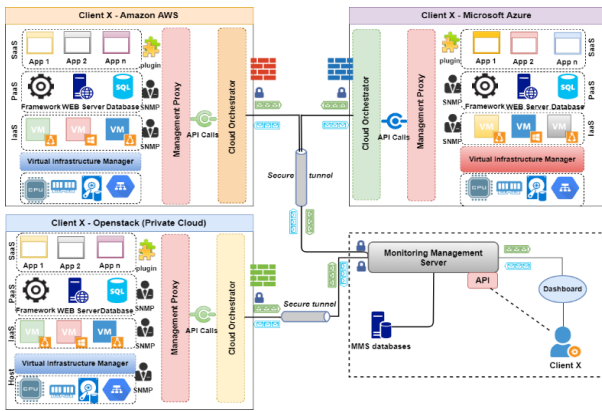 Client X - Amazon AWS
SaaS
App 1
App 2
App n
plugin
PaaS
Framework
WEB Server
Database
SQL
SNMP
IaaS
VM
VM
VM
SNMP
Virtual Infrastructure Manager
CPU
Management Proxy
API Calls
Cloud Orchestrator
Client X - Microsoft Azure
Cloud Orchestrator
API Calls
Management Proxy
plugin
App 1
App 2
App n
SaaS
SNMP
Framework
WEB Server
Database
SQL
PaaS
SNMP
VM
VM
VM
IaaS
Virtual Infrastructure Manager
CPU
Secure
tunnel
Client X - Openstack (Private Cloud)
SaaS
App 1
App 2
App n
plugin
PaaS
Framework
WEB Server
Database
SQL
SNMP
IaaS
VM
VM
VM
SNMP
Virtual Infrastructure Manager
Host
CPU
SNMP
Management Proxy
API Calls
Cloud Orchestrator
Secure tunnel
Monitoring Management
Server
API
MMS databases
Dashboard
Client X